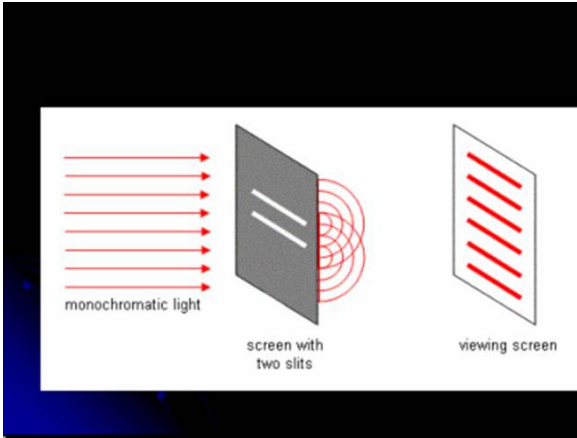 monochromatic light
screen with
two slits
viewing screen